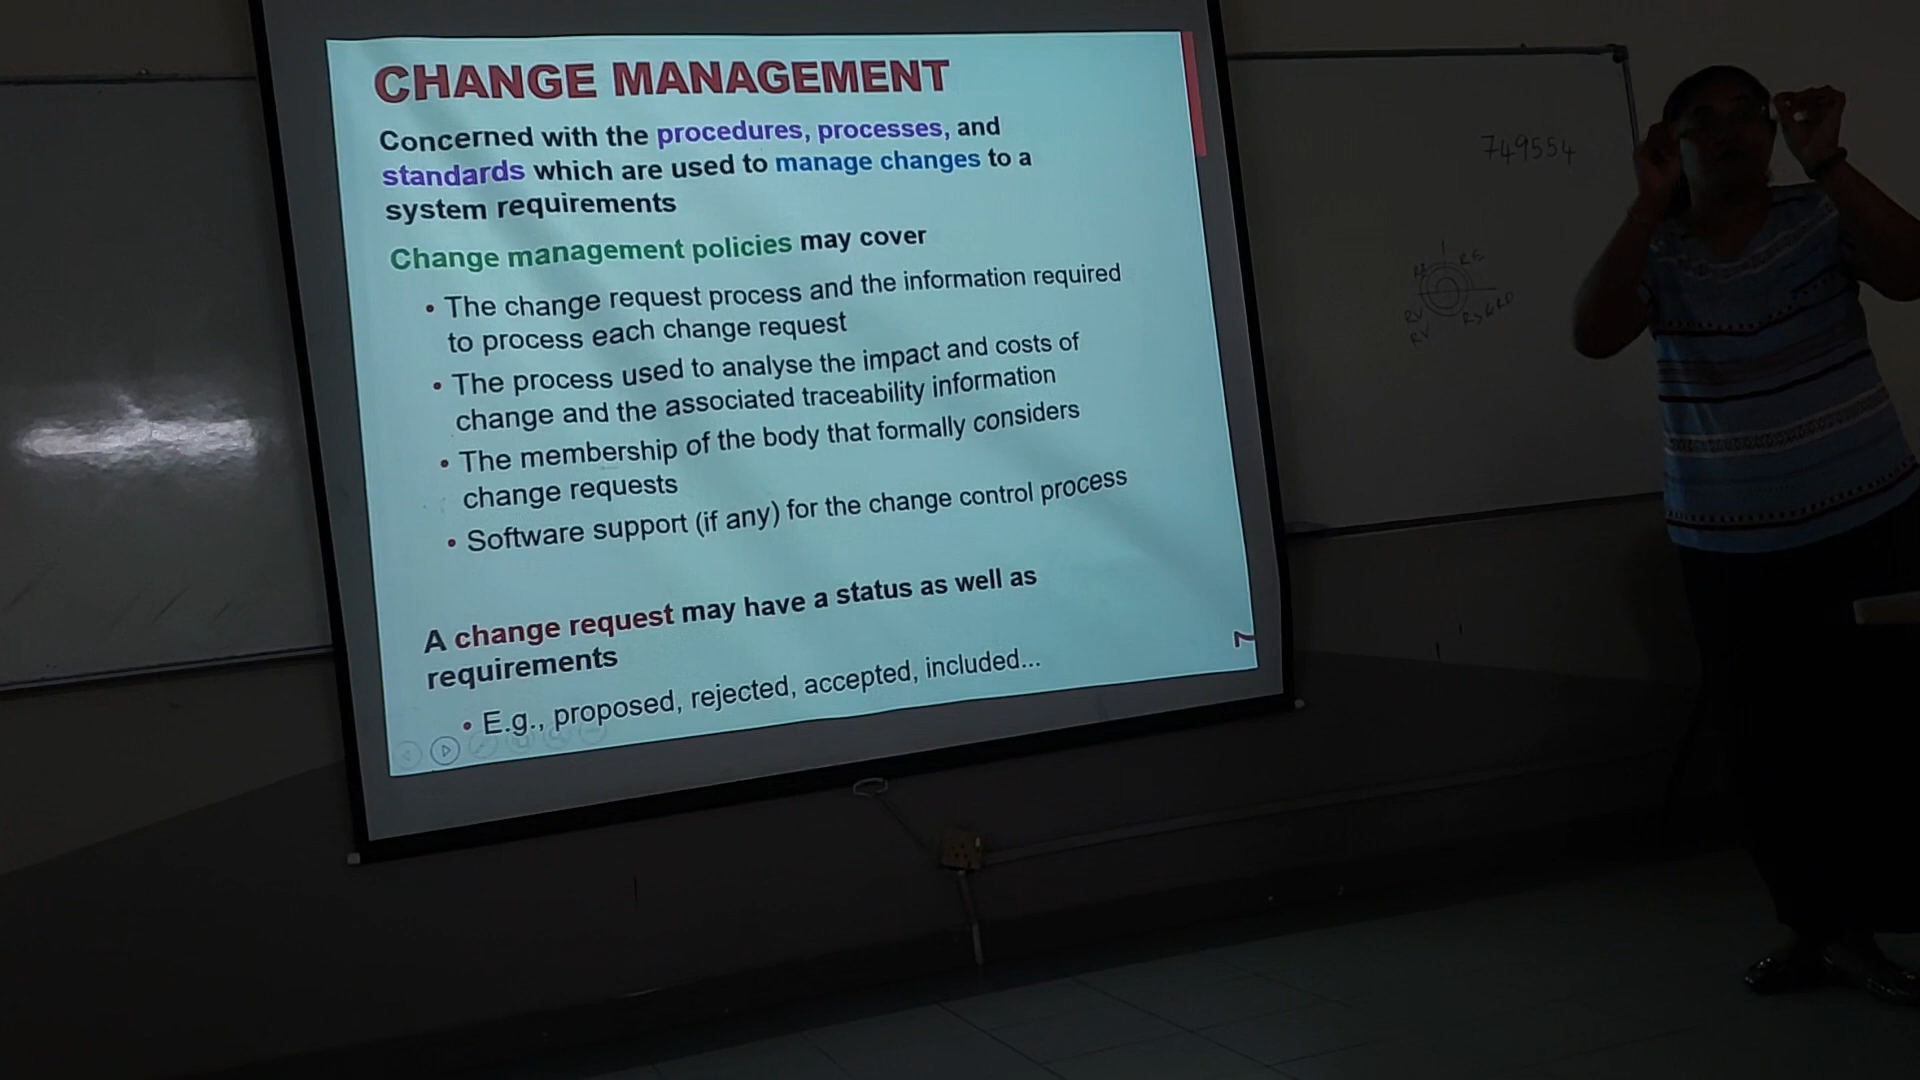 CHANGE MANAGEMENT
Concerned with the procedures, processes, and
standards which are used to manage changes to a
system requirements
Change management policies may cover
• The change request process and the information required
to process each change request
• The process used to analyse the impact and costs of
change and the associated traceability information
• The membership of the body that formally considers
change requests
• Software support (if any) for the change control process
A change request may have a status as well as
requirements
• E.g., proposed, rejected, accepted, included...
749554
RE
RV
RV